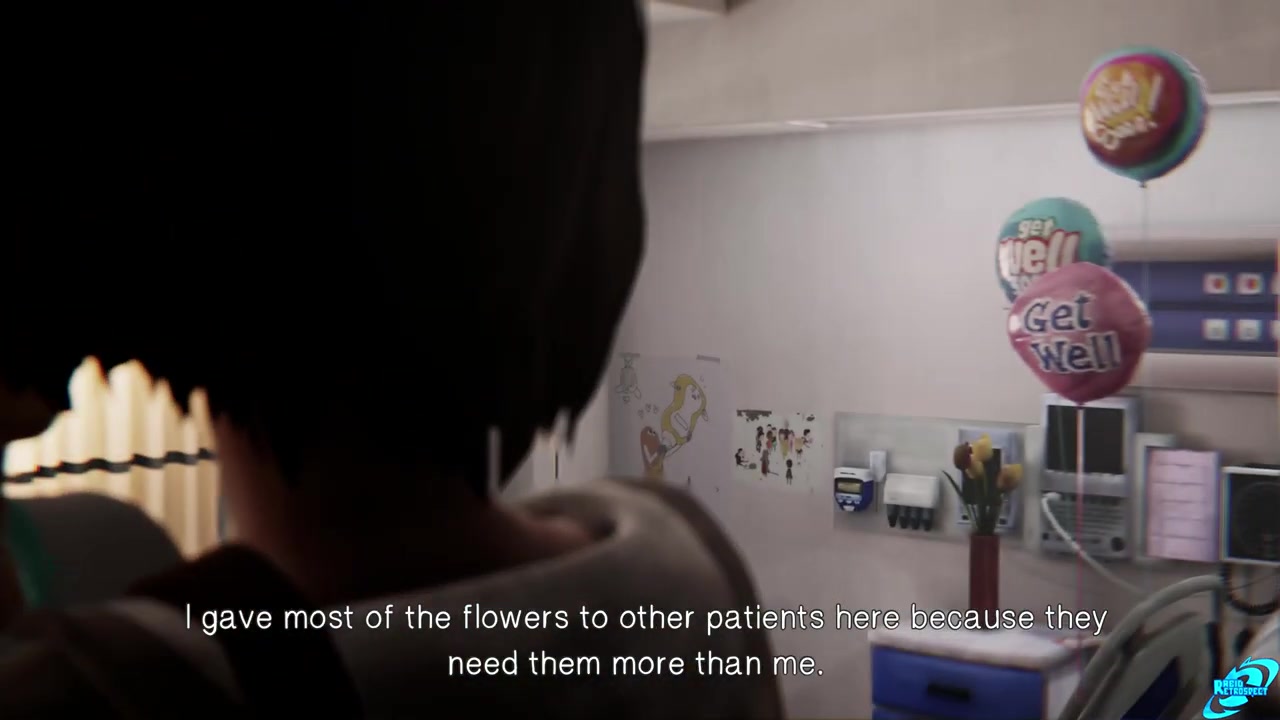 get
Well
Get
Well
I gave most of the flowers to other patients here because they
need them more than me.
RETROSPECT